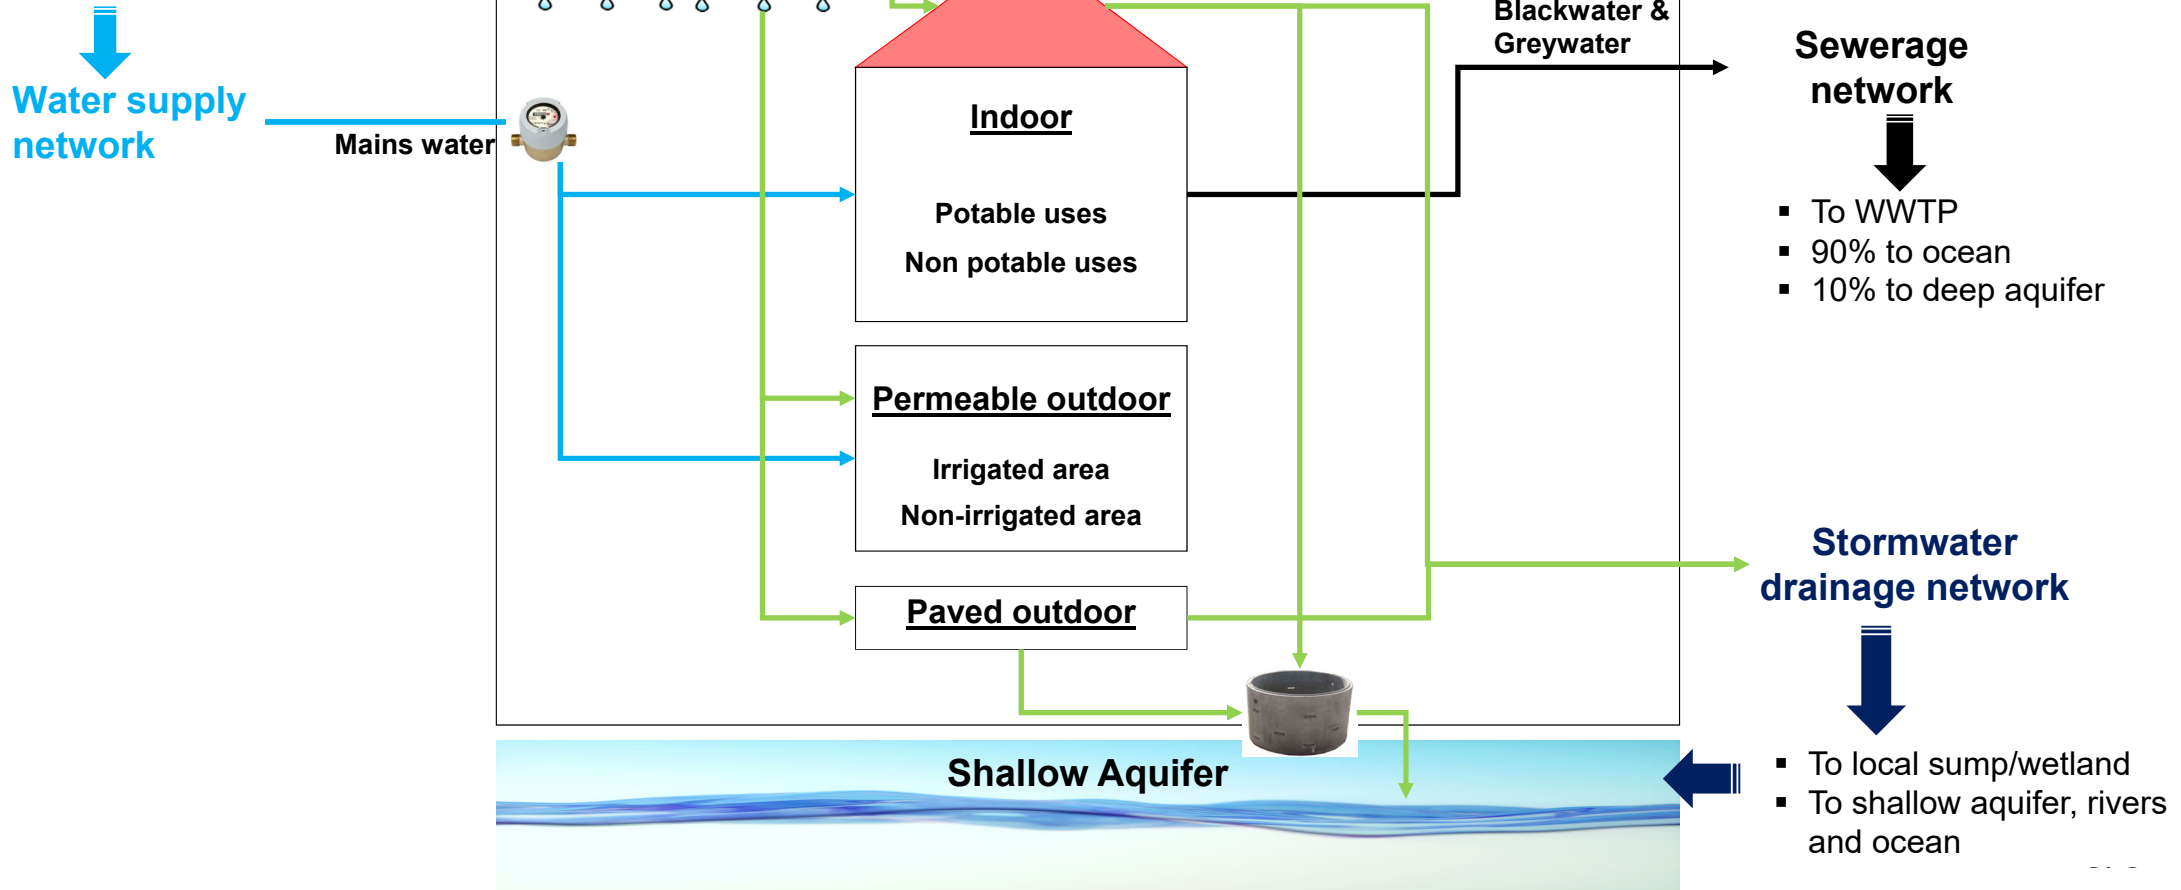 Blackwater &
Greywater
Sewerage
network
Water supply
network
Mains water
Indoor
Potable uses
Non potable uses
▪ To WWTP
▪ 90% to ocean
▪ 10% to deep aquifer
Permeable outdoor
Irrigated area
Non-irrigated area
Stormwater
drainage network
Paved outdoor
Shallow Aquifer
▪ To local sump/wetland
▪ To shallow aquifer, rivers
and ocean